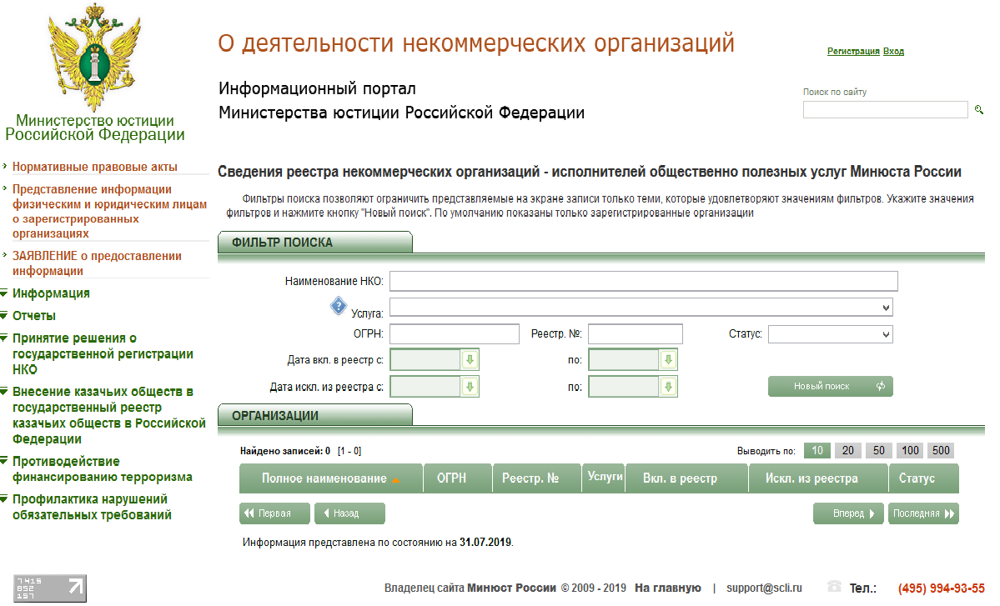 О деятельности некоммерческих организаций
Регистрация Вход
Информационный портал
Министерства юстиции Российской Федерации
Поиск по сайту
Министерство юстиции
Российской Федерации
Нормативные правовые акты
Представление информации
физическим и юридическим лицам
о зарегистрированных
организациях
ЗАЯВЛЕНИЕ о предоставлении
информации
Информация
Отчеты
Принятие решения о
государственной регистрации
НКО
Внесение казачьих обществ в
государственный реестр
казачьих обществ в Российской
Федерации
Противодействие
финансированию терроризма
Профилактика нарушений
обязательных требований
Сведения реестра некоммерческих организаций - исполнителей общественно полезных услуг Минюста России
Фильтры поиска позволяют ограничить представляемые на экране записи только теми, которые удовлетворяют значениям фильтров. Укажите значения
фильтров и нажмите кнопку "Новый поиск". По умолчанию показаны только зарегистрированные организации
ФИЛЬТР ПОИСКА
Наименование НКО:
? Услуга:
ОГРН: Реестр. №: Статус:
Дата вкл. в реестр с: по:
Дата искл. из реестра с: по: Новый поиск
ОРГАНИЗАЦИИ
Найдено записей: 0 [1 - 0] Выводить по: 10 20 50 100 500
Полное наименование ОГРН Реестр. № Услуги Вкл. в реестр Искл. из реестра Статус
Первая Назад Вперед Последняя
Информация представлена по состоянию на 31.07.2019.
7415
852
157
Владелец сайта Минюст России © 2009 - 2019 На главную | support@scli.ru Тел.: (495) 994-93-55